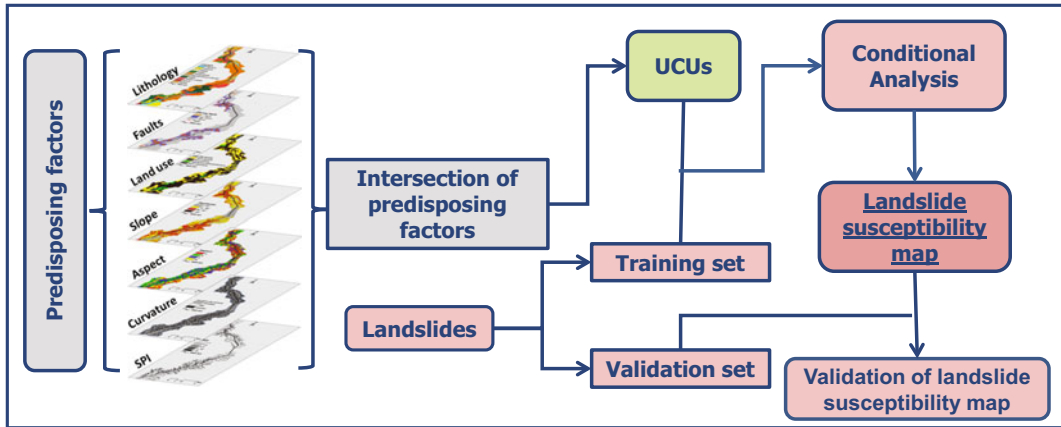 Predisposing factors
Lithology
Faults
Land use
Slope
Aspect
Curvature
SPI
Intersection of
predisposing
factors
UCUs
Conditional
Analysis
Landslide
susceptibility
map
Training set
Landslides
Validation set
Validation of landslide
susceptibility map